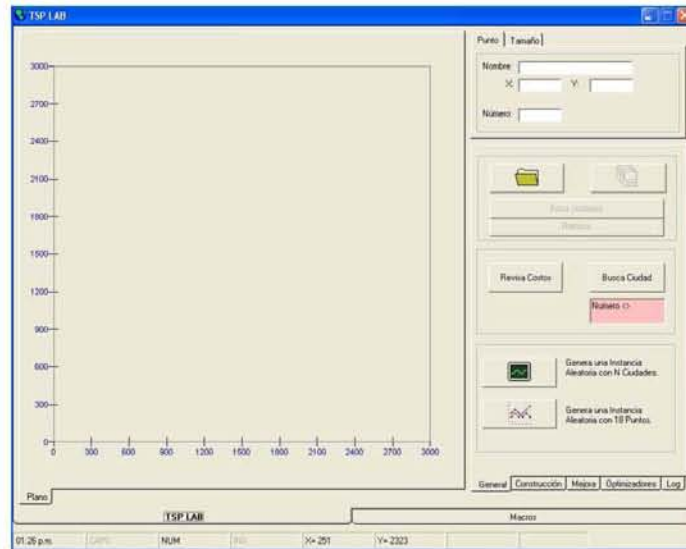 TSP LAB
Punto Tamaño
Nombre:
X: Y:
Número:
3000
2700
2400
2100
1800
1500
1200
900
600
300
0
0 300 600 900 1200 1500 1800 2100 2400 2700 3000
Revisa Costos Busca Ciudad
Número <>
Genera una Instancia
Aleatoria con N Ciudades.
Genera una Instancia
Aleatoria con 18 Puntos.
General Construcción Mejora Optimizadores Log
Plano
TSP LAB Macros
01:26 p.m. CAPS NUM INS X= 251 Y= 2323